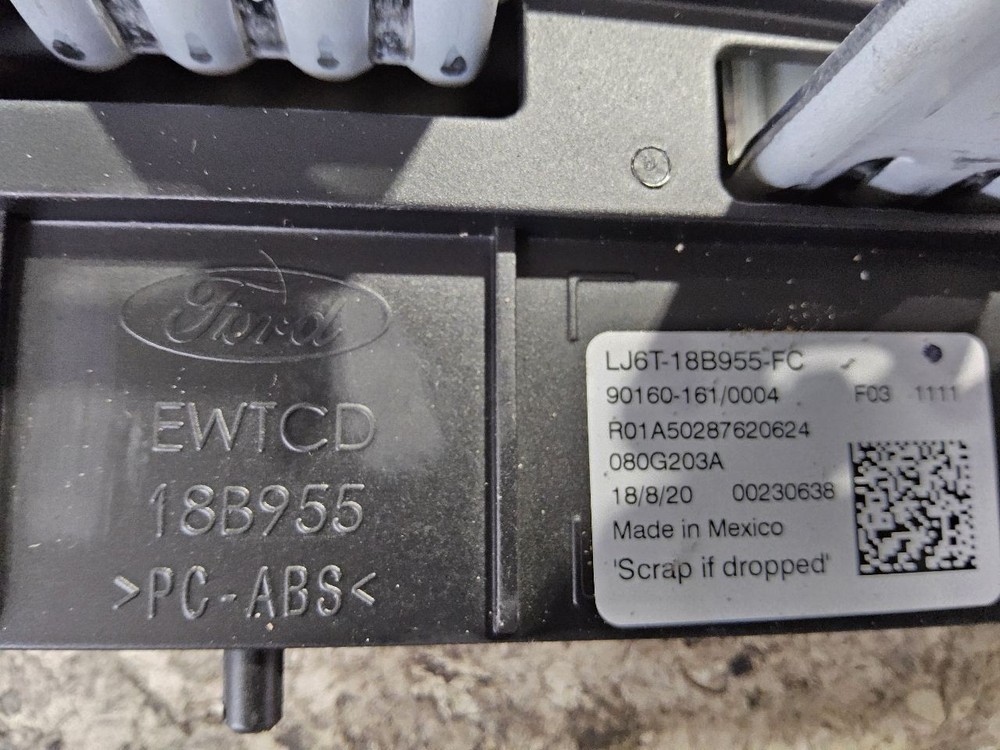 Ford
EWTCD
18B955
>PC-ABS<
LJ6T-18B955-FC
90160-161/0004 F03 1111
R01A50287620624
080G203A
18/8/20 00230638
Made in Mexico
'Scrap if dropped'